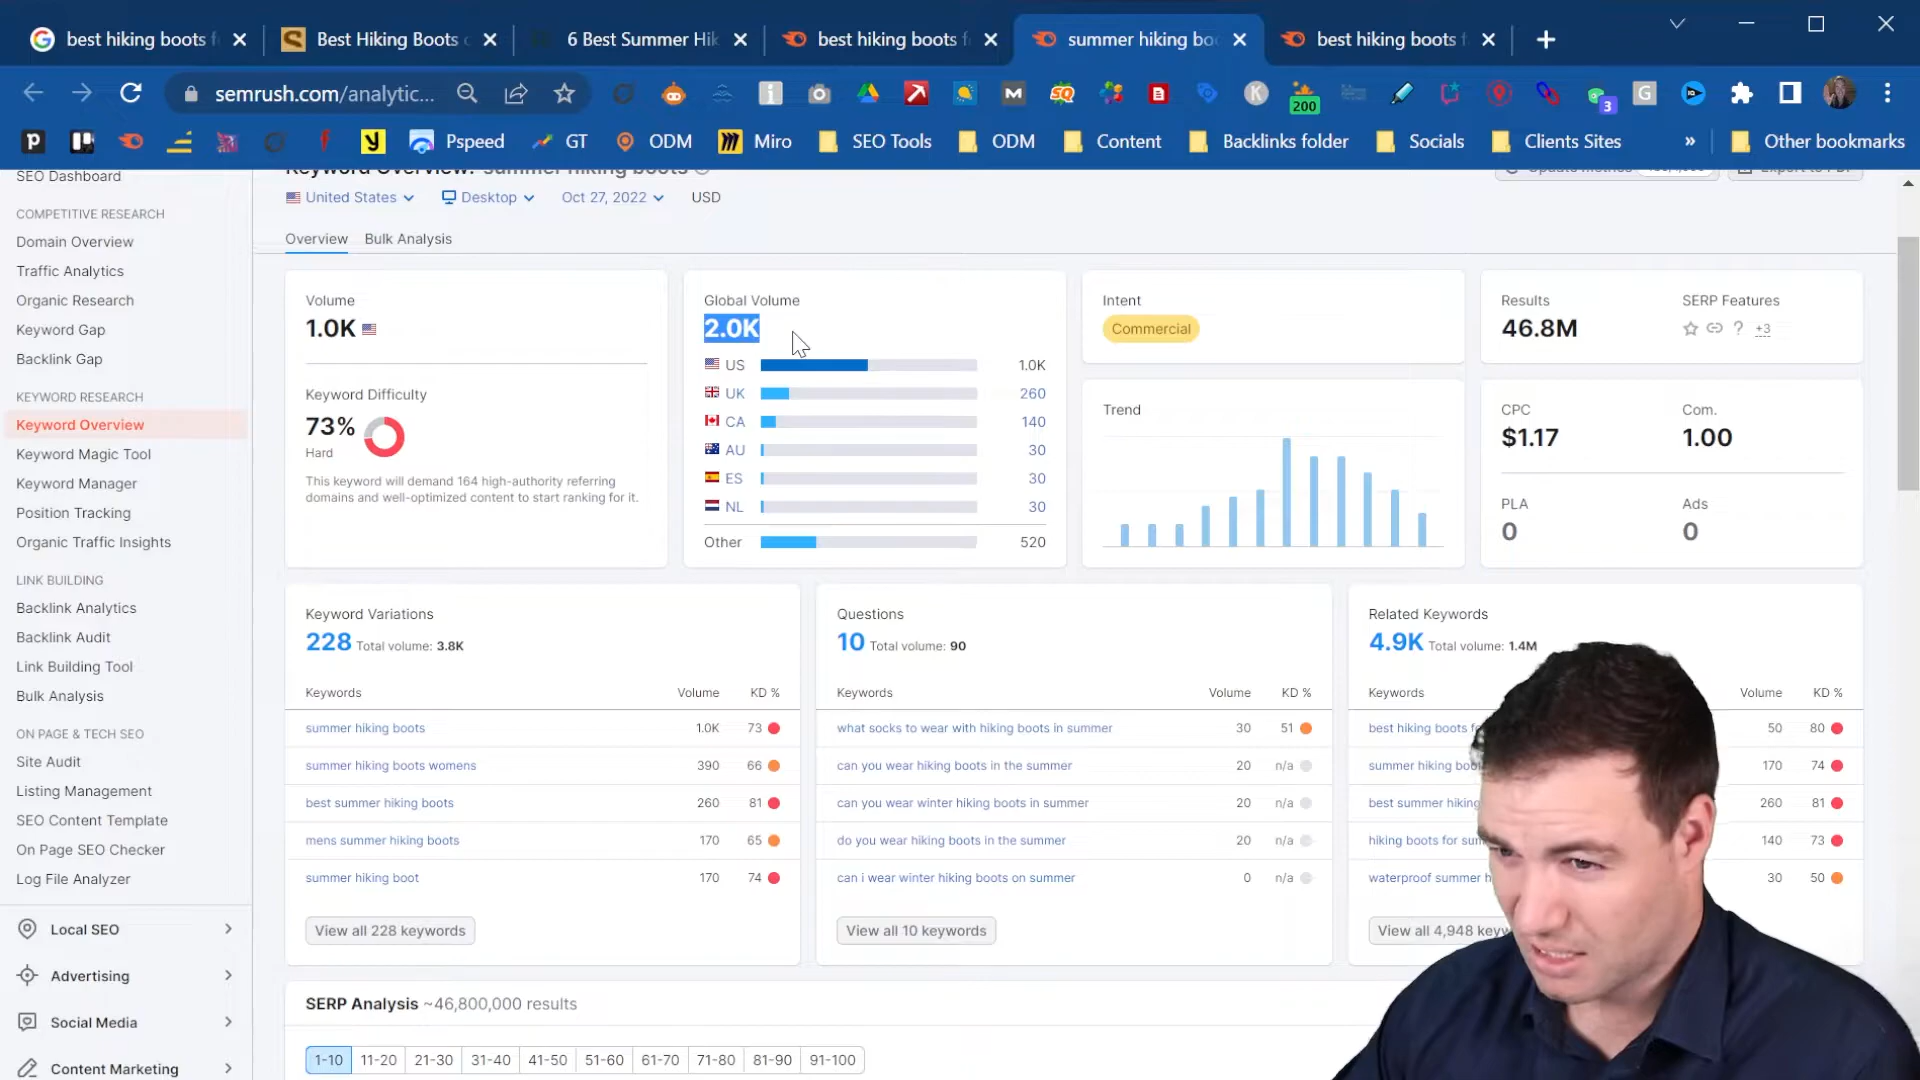 best hiking boots f
Best Hiking Boots
6 Best Summer Hik
best hiking boots f
summer hiking bo
best hiking boots
semrush.com/analytic...
200
3
Pspeed
GT
ODM
Miro
SEO Tools
ODM
Content
Backlinks folder
Socials
Clients Sites
»
Other bookmarks
SEO Dashboard
COMPETITIVE RESEARCH
Domain Overview
Traffic Analytics
Organic Research
Keyword Gap
Backlink Gap
KEYWORD RESEARCH
Keyword Overview
Keyword Magic Tool
Keyword Manager
Position Tracking
Organic Traffic Insights
LINK BUILDING
Backlink Analytics
Backlink Audit
Link Building Tool
Bulk Analysis
ON PAGE & TECH SEO
Site Audit
Listing Management
SEO Content Template
On Page SEO Checker
Log File Analyzer
Local SEO
Advertising
Social Media
Content Marketing
Keyword Overview: summer hiking boots
Update metrics
Export to PDF
United States
Desktop
Oct 27, 2022
USD
Overview
Bulk Analysis
Volume
1.0K
Keyword Difficulty
73%
Hard
This keyword will demand 164 high-authority referring
domains and well-optimized content to start ranking for it.
Global Volume
2.0K
US 1.0K
UK 260
CA 140
AU 30
ES 30
NL 30
Other 520
Intent
Commercial
Trend
Results
46.8M
SERP Features
+3
CPC
$1.17
Com.
1.00
PLA
0
Ads
0
Keyword Variations
228 Total volume: 3.8K
Keywords Volume KD %
summer hiking boots 1.0K 73
summer hiking boots womens 390 66
best summer hiking boots 260 81
mens summer hiking boots 170 65
summer hiking boot 170 74
View all 228 keywords
Questions
10 Total volume: 90
Keywords Volume KD %
what socks to wear with hiking boots in summer 30 51
can you wear hiking boots in the summer 20 n/a
can you wear winter hiking boots in summer 20 n/a
do you wear hiking boots in the summer 20 n/a
can i wear winter hiking boots on summer 0 n/a
View all 10 keywords
Related Keywords
4.9K Total volume: 1.4M
Keywords Volume KD %
best hiking boots f 50 80
summer hiking boo 170 74
best summer hiking 260 81
hiking boots for sum 140 73
waterproof summer h 30 50
View all 4,948 keyw
SERP Analysis ~46,800,000 results
1-10 11-20 21-30 31-40 41-50 51-60 61-70 71-80 81-90 91-100